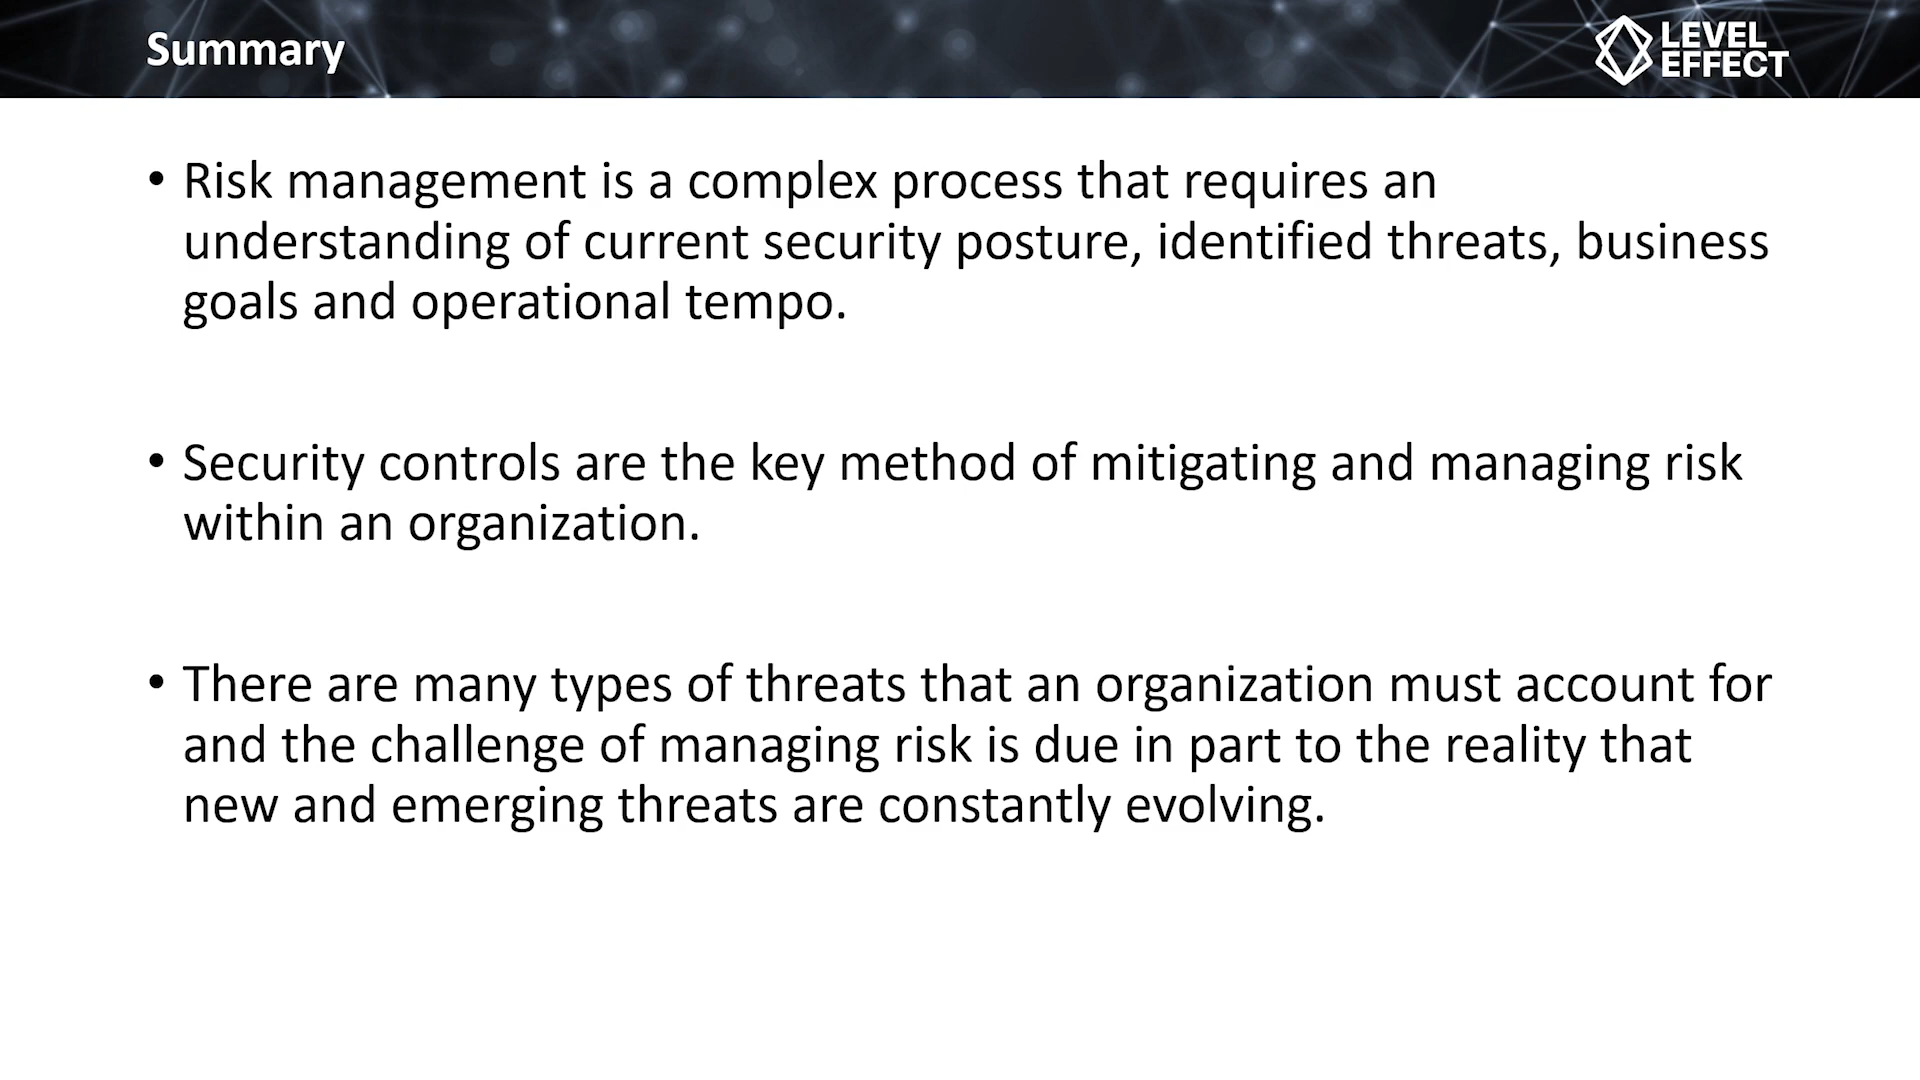 Summary
LEVEL
EFFECT
• Risk management is a complex process that requires an
understanding of current security posture, identified threats, business
goals and operational tempo.
• Security controls are the key method of mitigating and managing risk
within an organization.
• There are many types of threats that an organization must account for
and the challenge of managing risk is due in part to the reality that
new and emerging threats are constantly evolving.